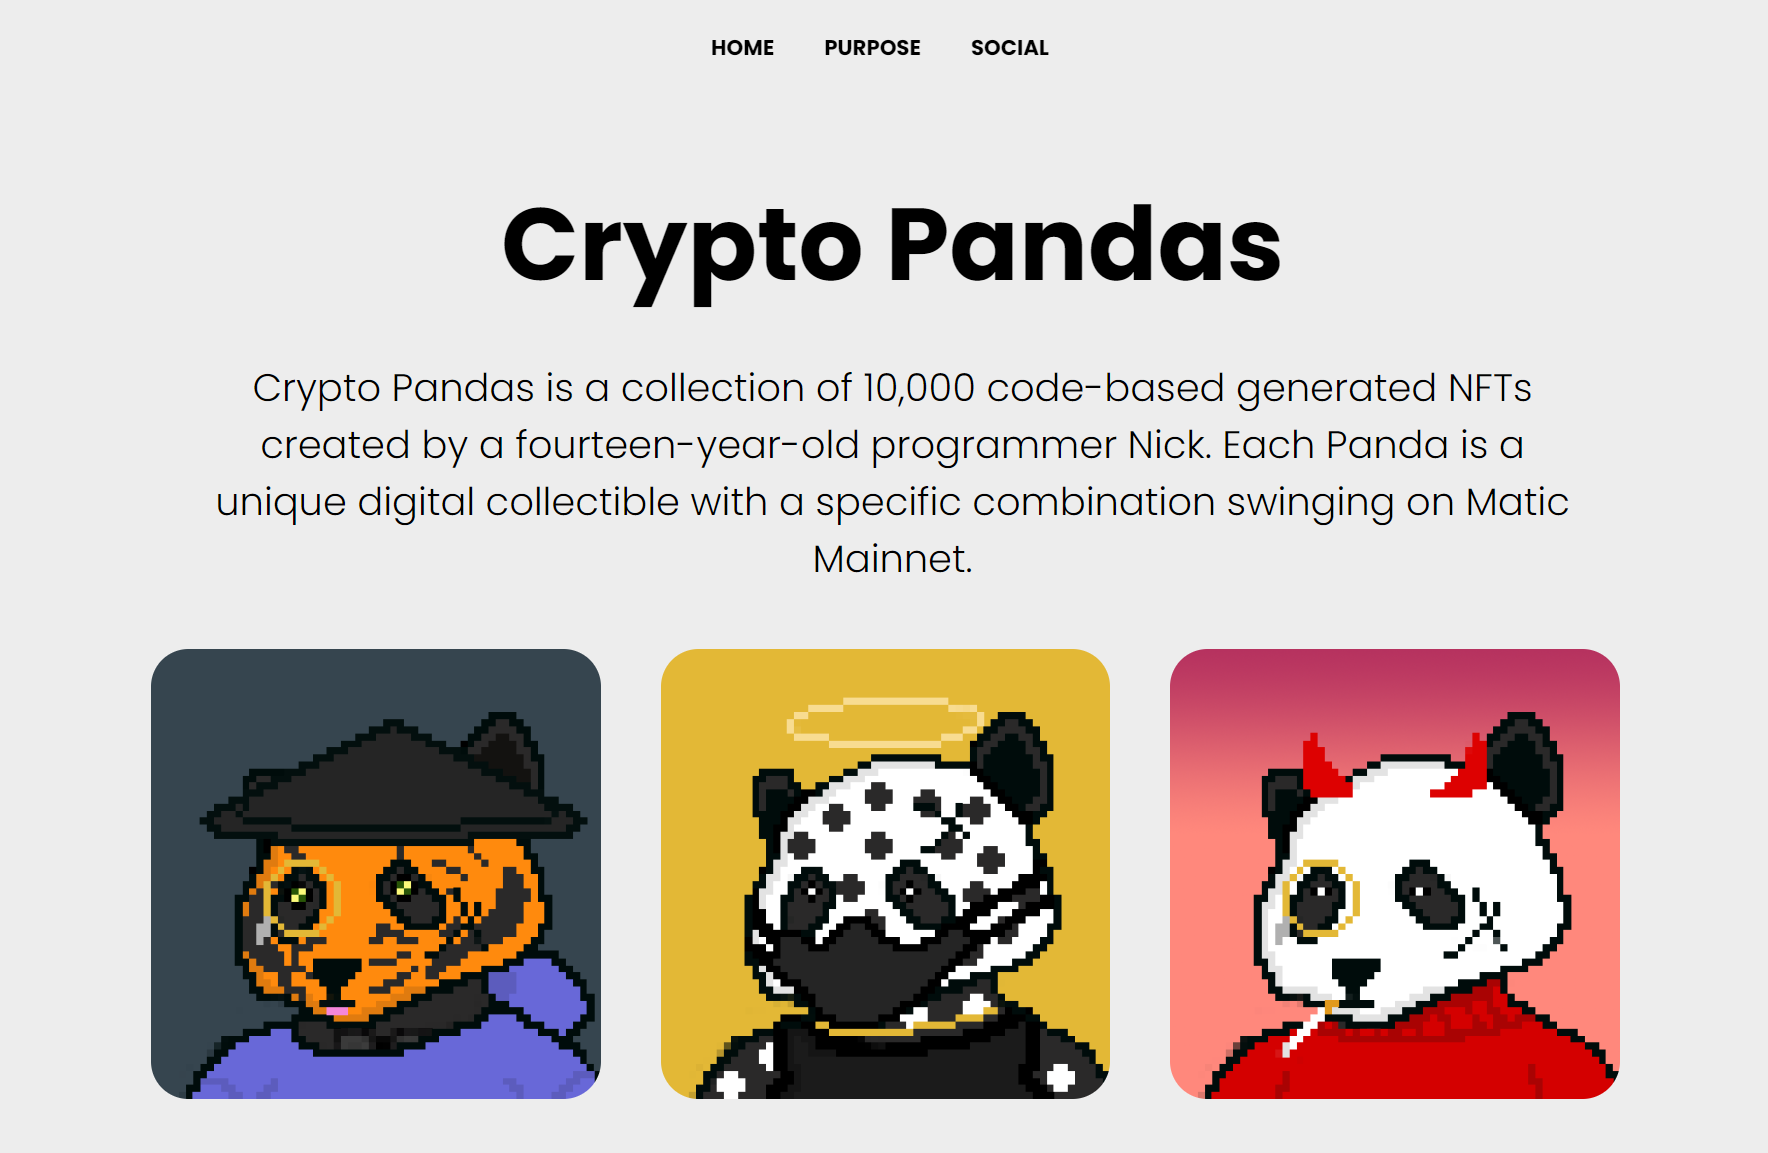 HOME PURPOSE SOCIAL
Crypto Pandas
Crypto Pandas is a collection of 10,000 code-based generated NFTs
created by a fourteen-year-old programmer Nick. Each Panda is a
unique digital collectible with a specific combination swinging on Matic
Mainnet.